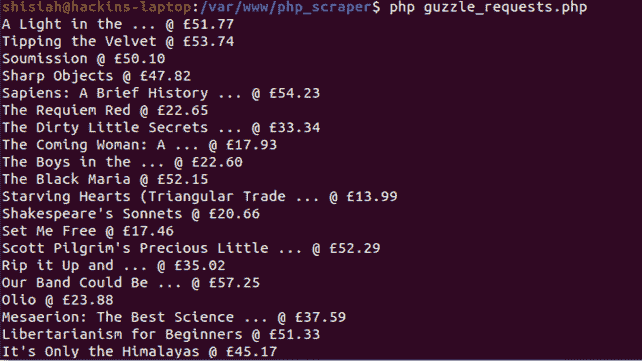 shisiah@hackins-laptop:/var/www/php_scraper$ php guzzle_requests.php
A Light in the ... @ £51.77
Tipping the Velvet @ £53.74
Soumission @ £50.10
Sharp Objects @ £47.82
Sapiens: A Brief History ... @ £54.23
The Requiem Red @ £22.65
The Dirty Little Secrets ... @ £33.34
The Coming Woman: A ... @ £17.93
The Boys in the ... @ £22.60
The Black Maria @ £52.15
Starving Hearts (Triangular Trade ... @ £13.99
Shakespeare's Sonnets @ £20.66
Set Me Free @ £17.46
Scott Pilgrim's Precious Little ... @ £52.29
Rip it Up and ... @ £35.02
Our Band Could Be ... @ £57.25
Olio @ £23.88
Mesaerion: The Best Science ... @ £37.59
Libertarianism for Beginners @ £51.33
It's Only the Himalayas @ £45.17